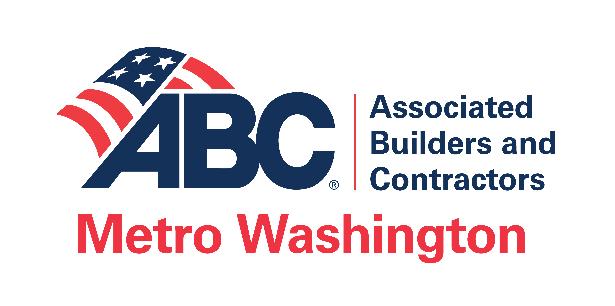 ABC®
Associated
Builders and
Contractors
Metro Washington